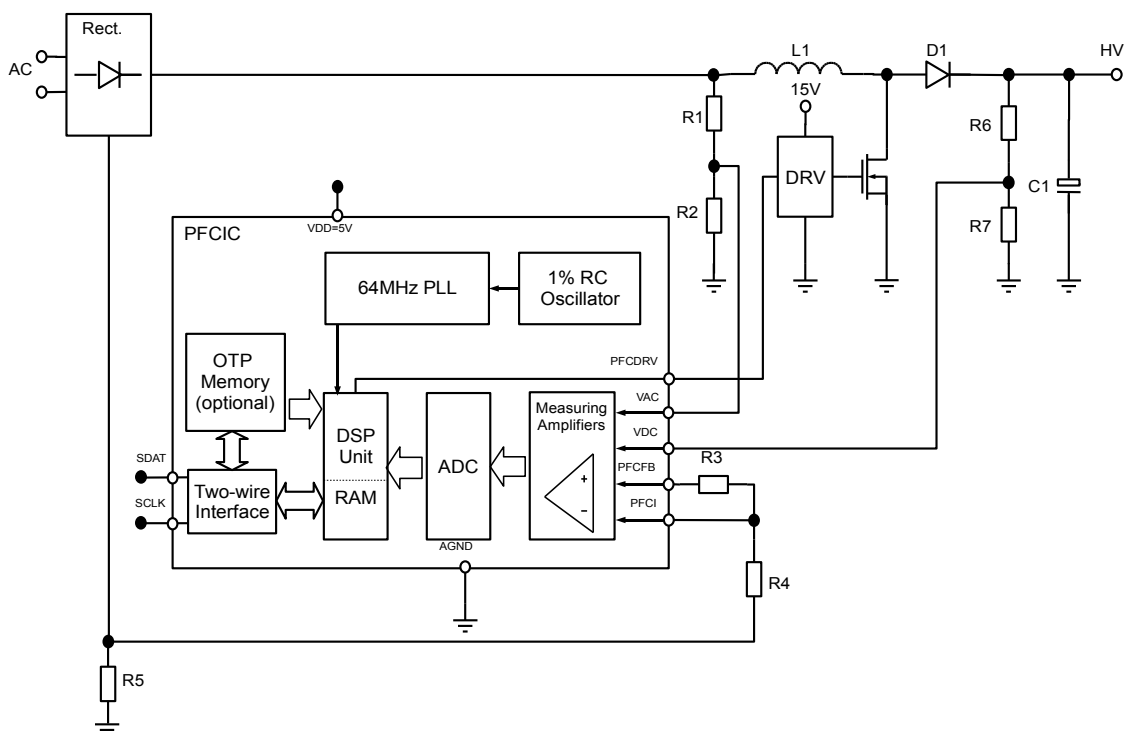 Rect.
AC
L1
D1
HV
15V
R1
R6
DRV
C1
R2
R7
VDD=5V
PFCIC
64MHz PLL
1% RC
Oscillator
PFCDRV
OTP
Memory
(optional)
VAC
Measuring
Amplifiers
VDC
DSP
Unit
ADC
R3
PFCFB
+
SDAT
Two-wire
Interface
RAM
PFCI
−
SCLK
AGND
R4
R5